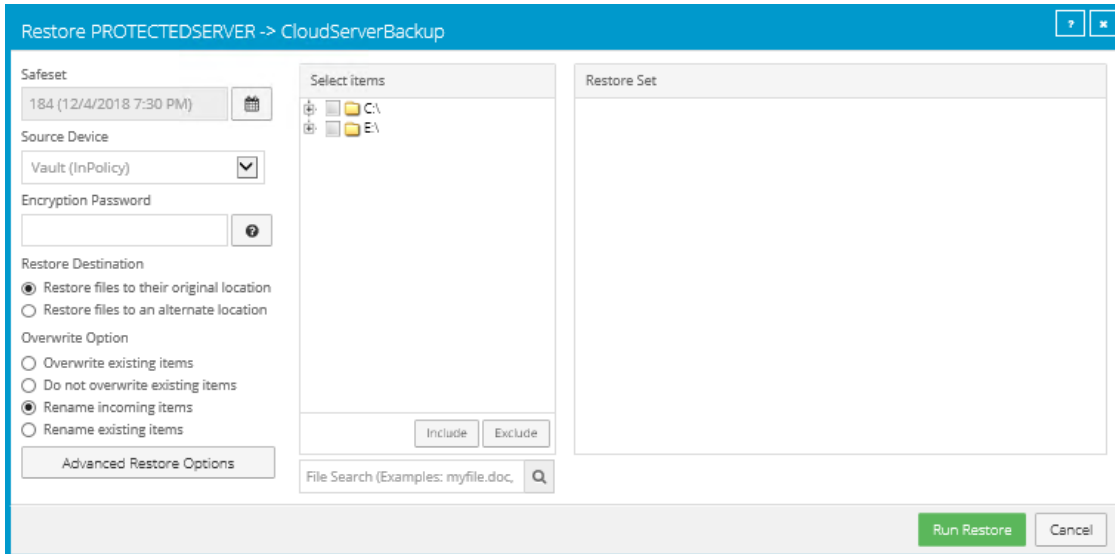 Restore PROTECTEDSERVER -> CloudServerBackup
? ×
Safeset
184 (12/4/2018 7:30 PM)
Source Device
Vault (InPolicy)
Encryption Password
?
Restore Destination
Restore files to their original location
Restore files to an alternate location
Overwrite Option
Overwrite existing items
Do not overwrite existing items
Rename incoming items
Rename existing items
Advanced Restore Options
Select items
C:\
E:\
Include Exclude
File Search (Examples: myfile.doc,
Restore Set
Run Restore Cancel